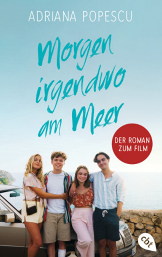 ADRIANA POPESCU
Morgen
irgendwo
am Meer
DER ROMAN
ZUM FILM
cbt